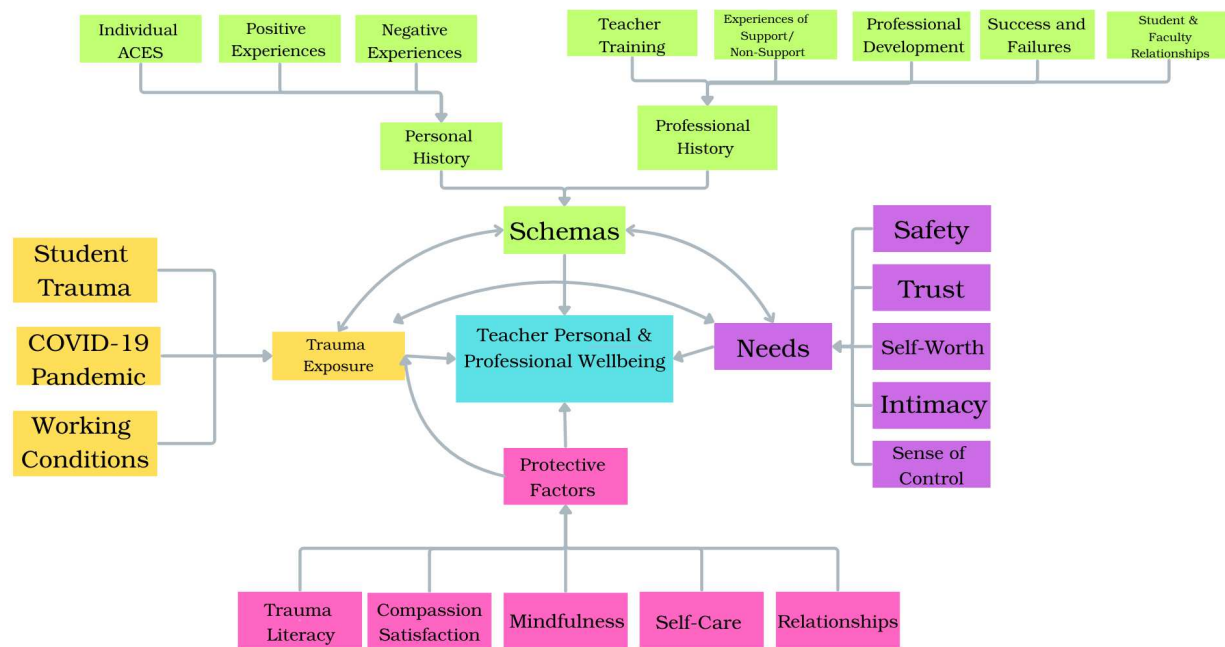 Individual
ACES
Positive
Experiences
Negative
Experiences
Teacher
Training
Experiences of
Support/
Non-Support
Professional
Development
Success and
Failures
Student &
Faculty
Relationships
Personal
History
Professional
History
Schemas
Student
Trauma
COVID-19
Pandemic
Working
Conditions
Trauma
Exposure
Teacher Personal &
Professional Wellbeing
Needs
Safety
Trust
Self-Worth
Intimacy
Sense of
Control
Protective
Factors
Trauma
Literacy
Compassion
Satisfaction
Mindfulness
Self-Care
Relationships